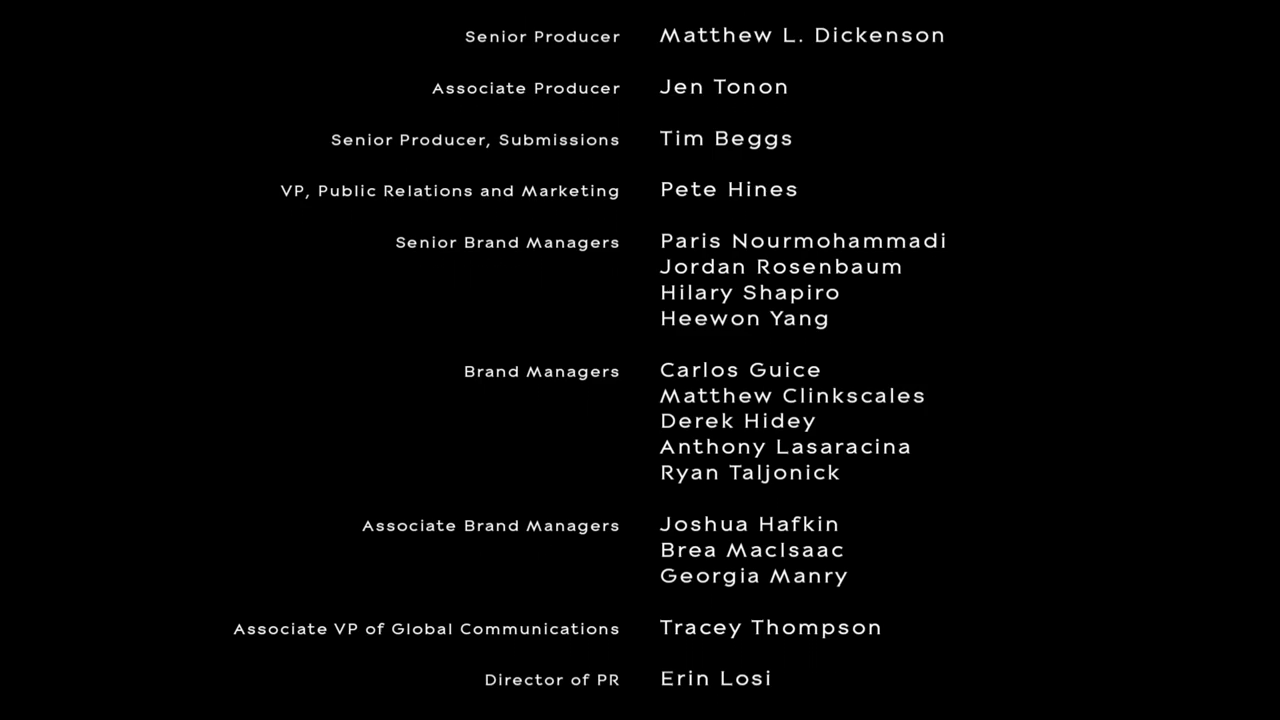 Senior Producer Matthew L. Dickenson
Associate Producer Jen Tonon
Senior Producer, Submissions Tim Beggs
VP, Public Relations and Marketing Pete Hines
Senior Brand Managers Paris Nourmohammadi
Jordan Rosenbaum
Hilary Shapiro
Heewon Yang
Brand Managers Carlos Guice
Matthew Clinkscales
Derek Hidey
Anthony Lasaracina
Ryan Taljonick
Associate Brand Managers Joshua Hafkin
Brea MacIsaac
Georgia Manry
Associate VP of Global Communications Tracey Thompson
Director of PR Erin Losi